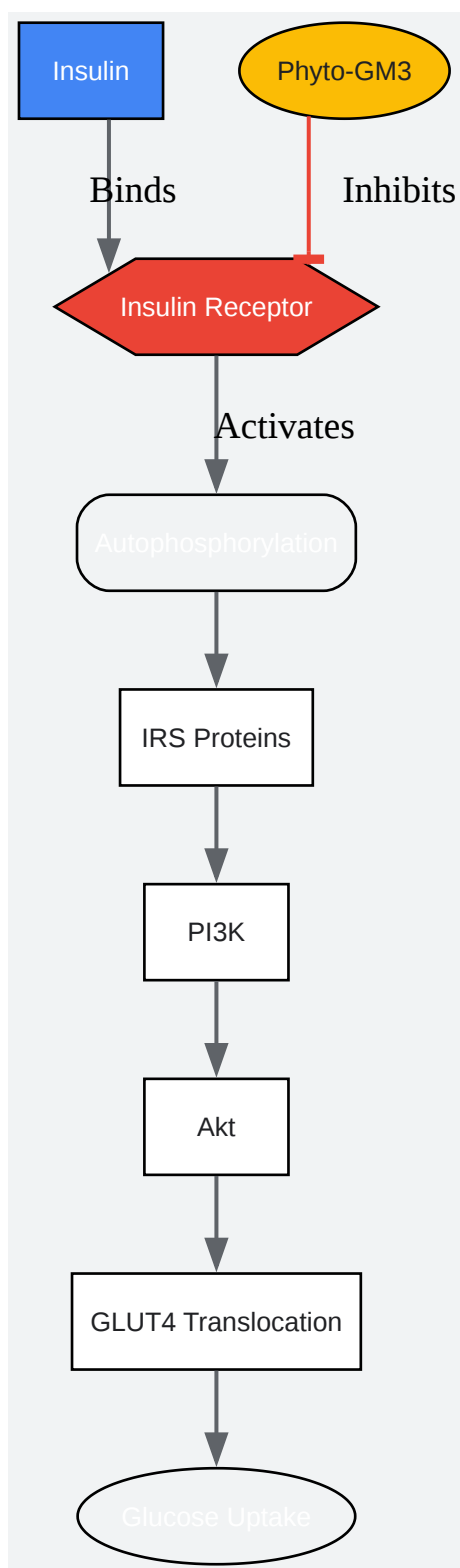 Insulin
Phyto-GM3
Binds
Inhibits
Insulin Receptor
Activates
Autophosphorylation
IRS Proteins
PI3K
Akt
GLUT4 Translocation
Glucose Uptake